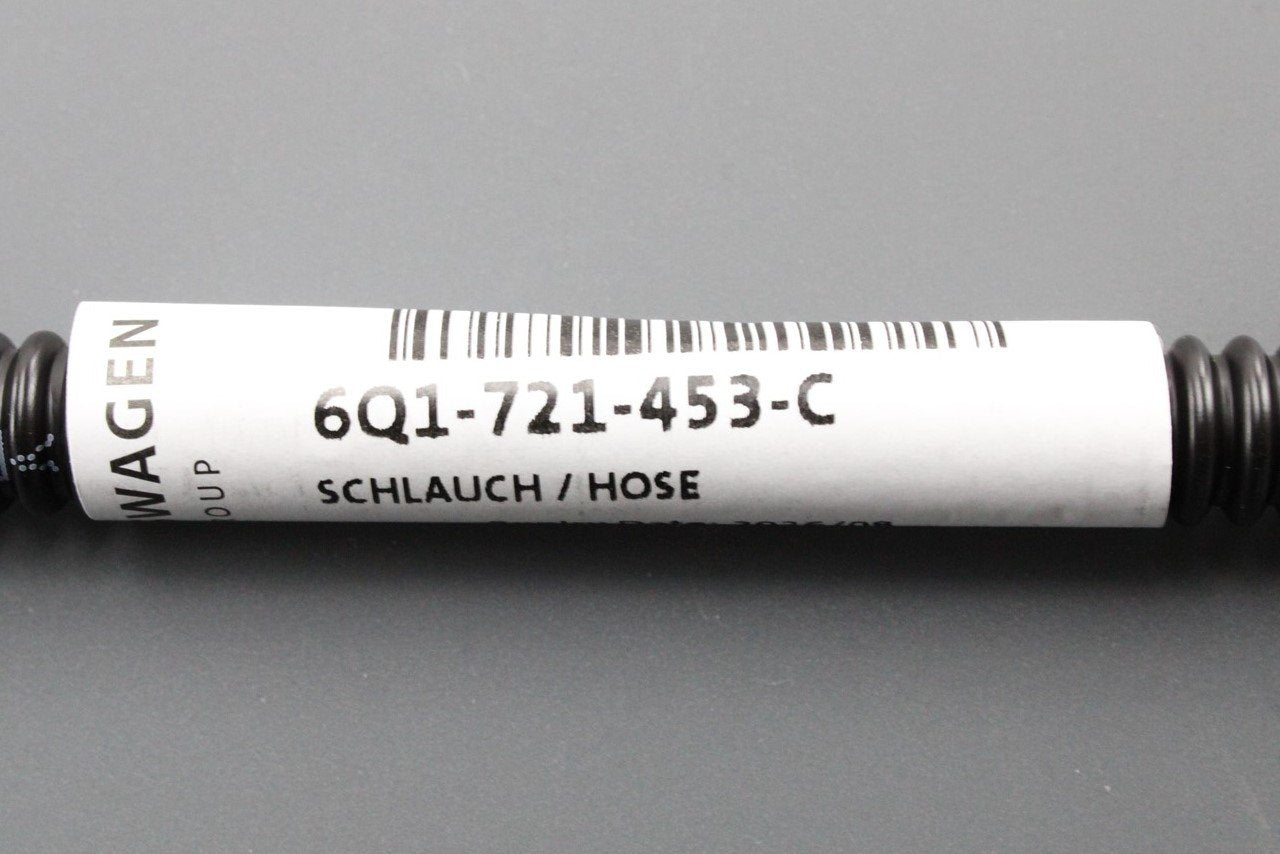 WAGEN
OUP
6Q1-721-453-C
SCHLAUCH / HOSE